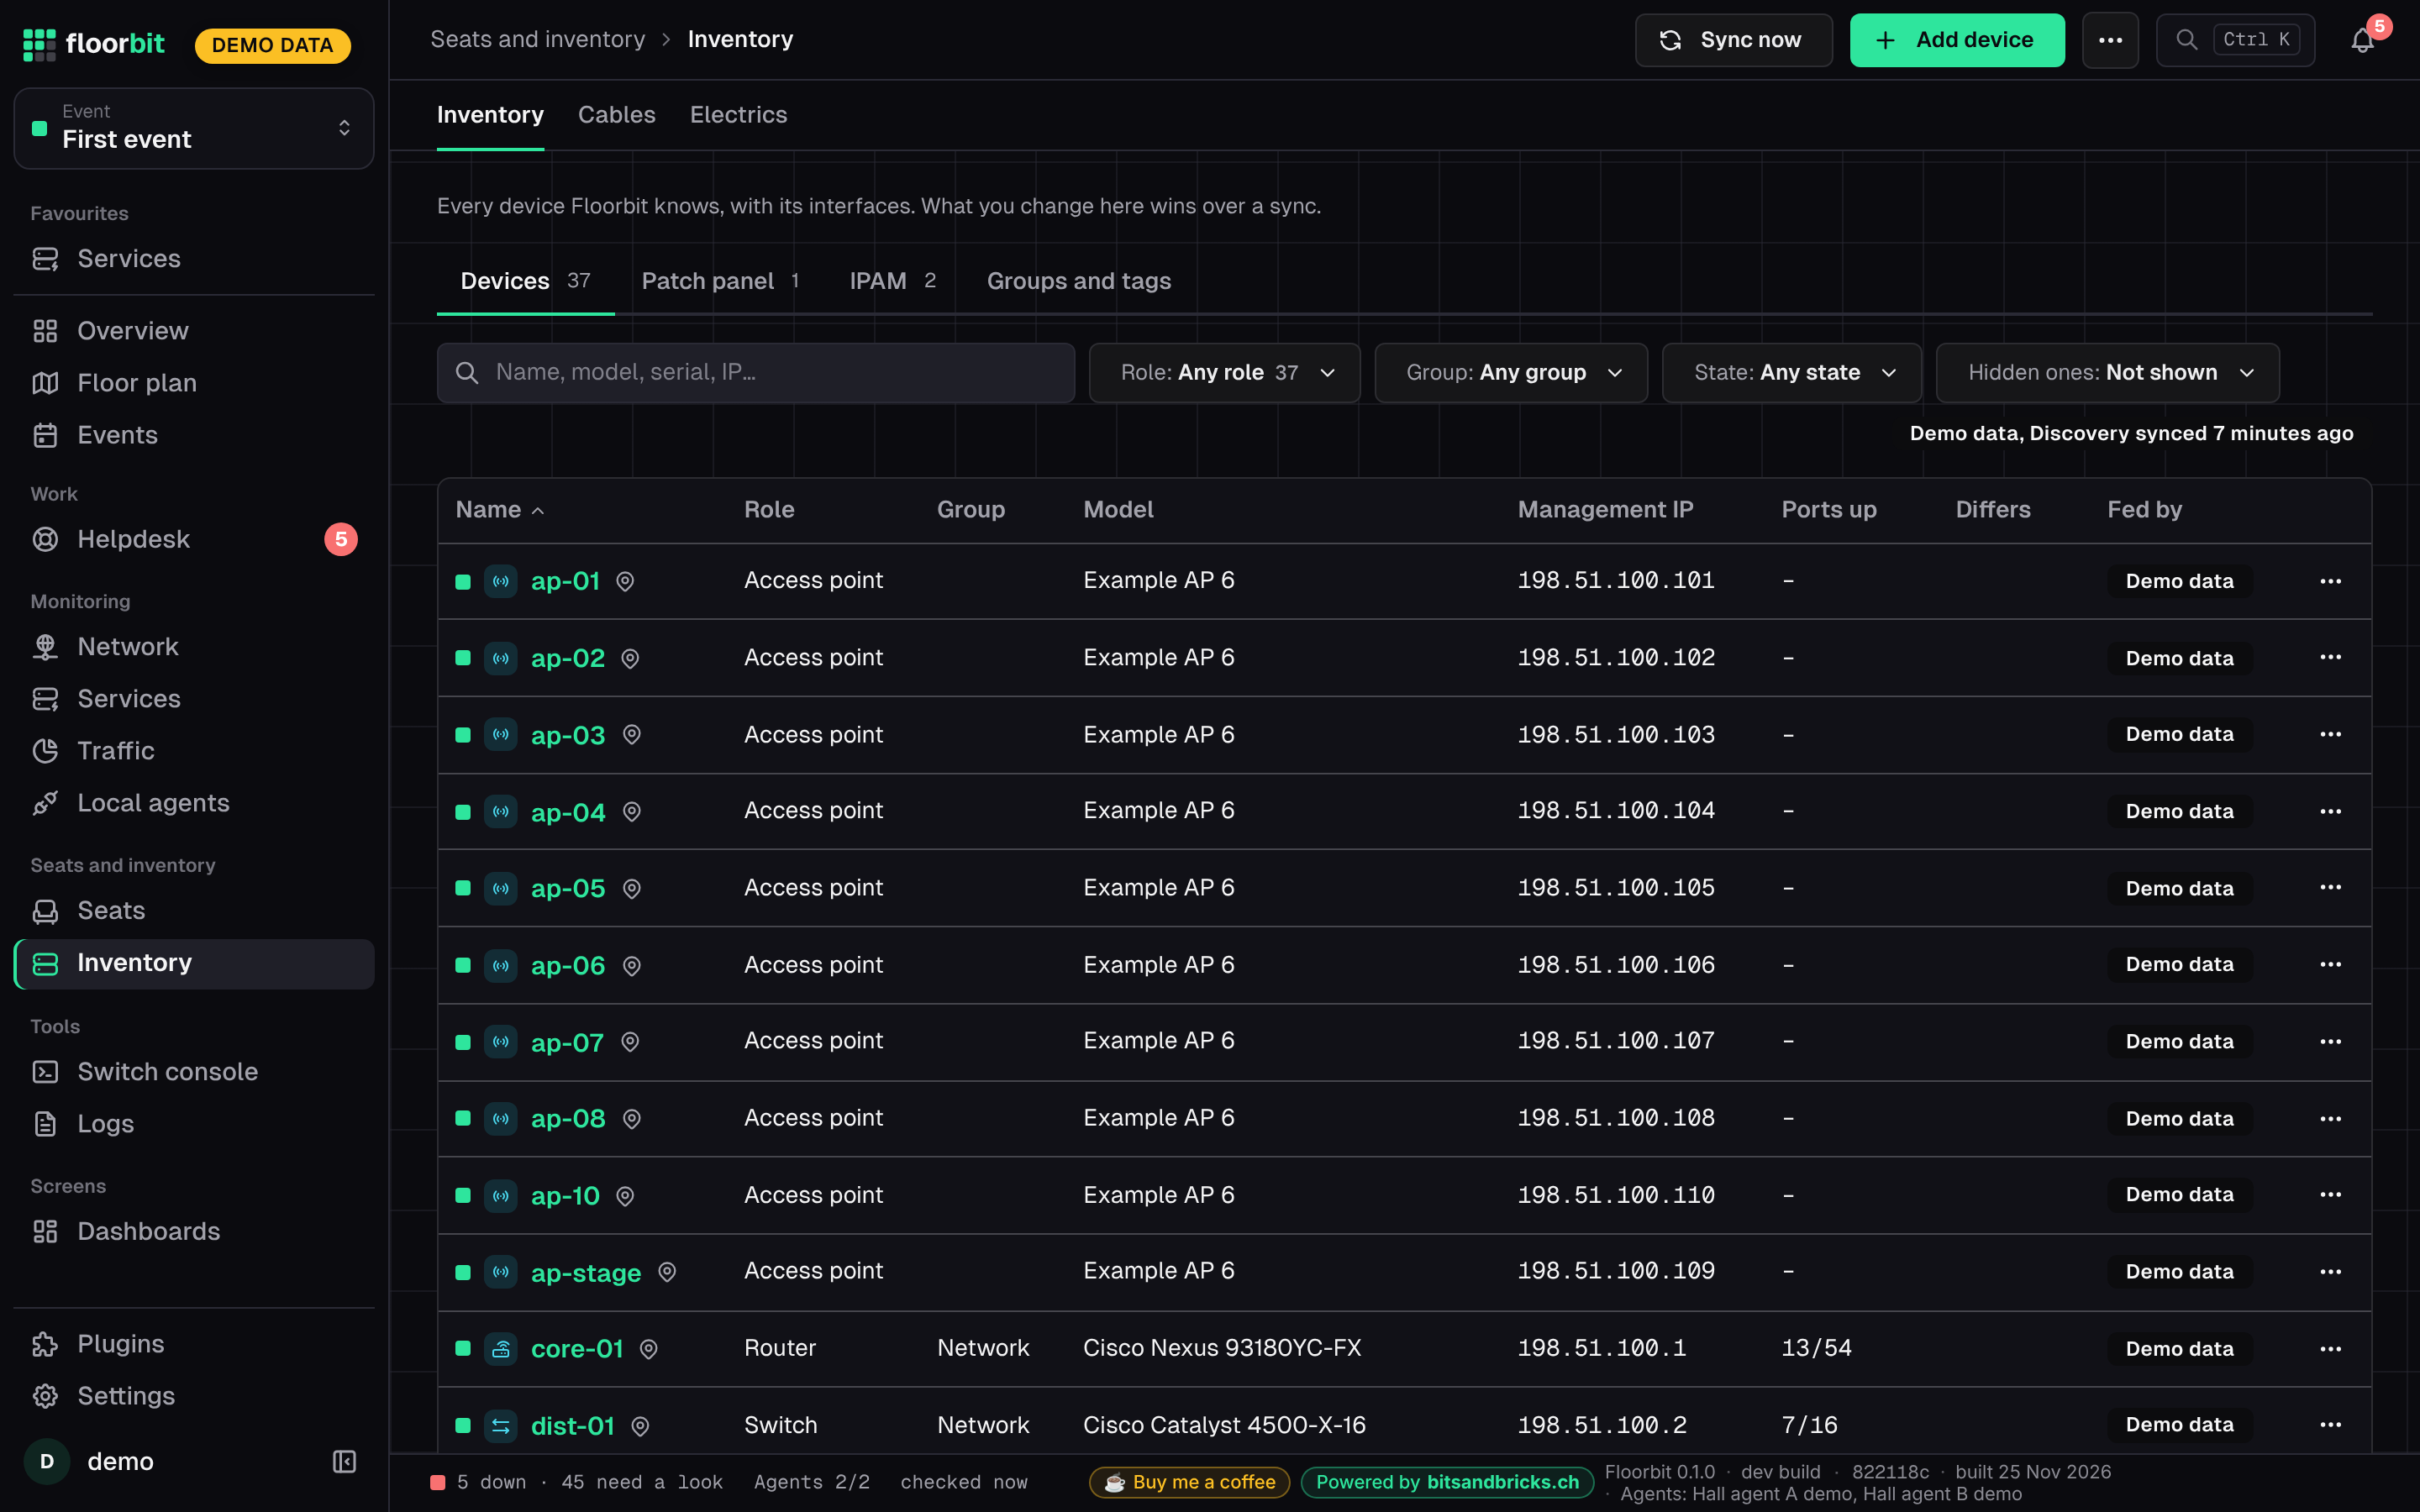 floorbit DEMO DATA
Event
First event
Favourites
Services
Overview
Floor plan
Events
Work
Helpdesk 5
Monitoring
Network
Services
Traffic
Local agents
Seats and inventory
Seats
Inventory
Tools
Switch console
Logs
Screens
Dashboards
Plugins
Settings
D demo
Seats and inventory > Inventory
Sync now
+ Add device
Ctrl K
5
Inventory Cables Electrics
Every device Floorbit knows, with its interfaces. What you change here wins over a sync.
Devices 37 Patch panel 1 IPAM 2 Groups and tags
Name, model, serial, IP... Role: Any role 37 Group: Any group State: Any state Hidden ones: Not shown
Demo data, Discovery synced 7 minutes ago
Name Role Group Model Management IP Ports up Differs Fed by
ap-01 Access point Example AP 6 198.51.100.101 - Demo data
ap-02 Access point Example AP 6 198.51.100.102 - Demo data
ap-03 Access point Example AP 6 198.51.100.103 - Demo data
ap-04 Access point Example AP 6 198.51.100.104 - Demo data
ap-05 Access point Example AP 6 198.51.100.105 - Demo data
ap-06 Access point Example AP 6 198.51.100.106 - Demo data
ap-07 Access point Example AP 6 198.51.100.107 - Demo data
ap-08 Access point Example AP 6 198.51.100.108 - Demo data
ap-10 Access point Example AP 6 198.51.100.110 - Demo data
ap-stage Access point Example AP 6 198.51.100.109 - Demo data
core-01 Router Network Cisco Nexus 93180YC-FX 198.51.100.1 13/54 Demo data
dist-01 Switch Network Cisco Catalyst 4500-X-16 198.51.100.2 7/16 Demo data
5 down · 45 need a look Agents 2/2 checked now
☕ Buy me a coffee
Powered by bitsandbricks.ch
Floorbit 0.1.0 · dev build · 822118c · built 25 Nov 2026
· Agents: Hall agent A demo, Hall agent B demo